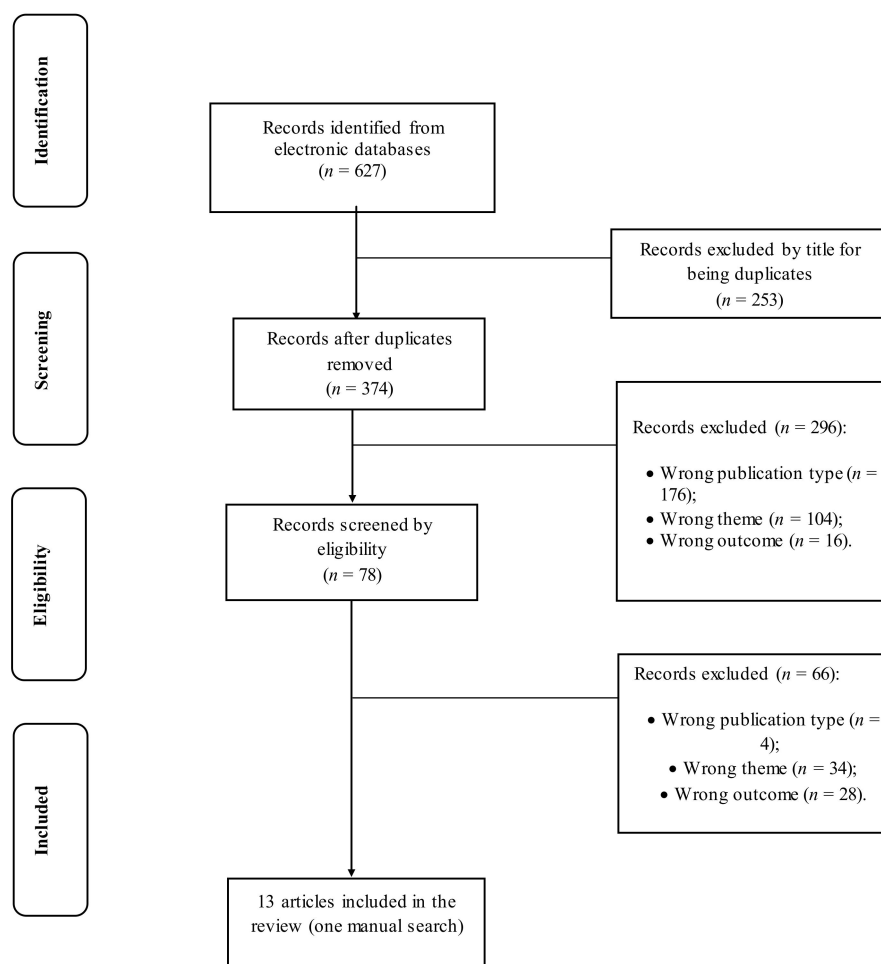 Identification
Records identified from
electronic databases
(n = 627)
Records excluded by title for
being duplicates
(n = 253)
Screening
Records after duplicates
removed
(n = 374)
Records excluded (n = 296):
• Wrong publication type (n =
176);
• Wrong theme (n = 104);
• Wrong outcome (n = 16).
Eligibility
Records screened by
eligibility
(n = 78)
Records excluded (n = 66):
• Wrong publication type (n =
4);
• Wrong theme (n = 34);
• Wrong outcome (n = 28).
Included
13 articles included in the
review (one manual search)